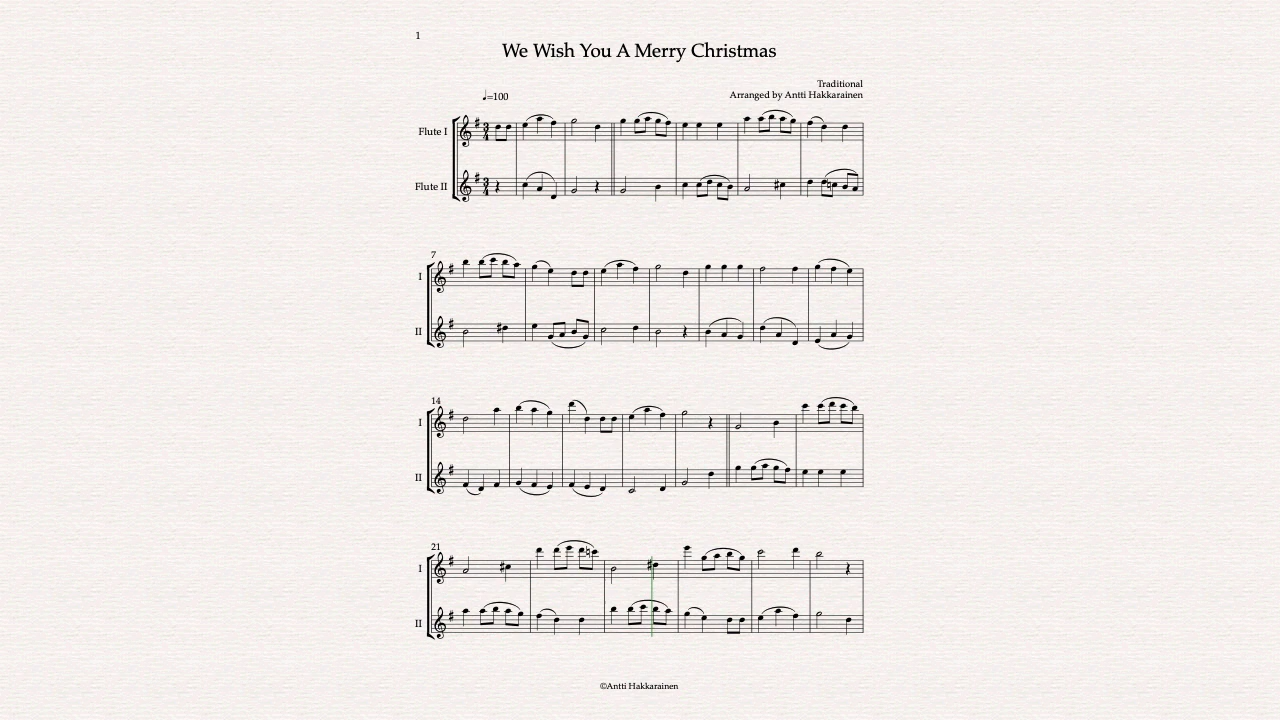 1
We Wish You A Merry Christmas
Traditional
Arranged by Antti Hakkarainen
♩=100
Flute I
Flute II
7
I
II
14
I
II
21
I
II
©Antti Hakkarainen